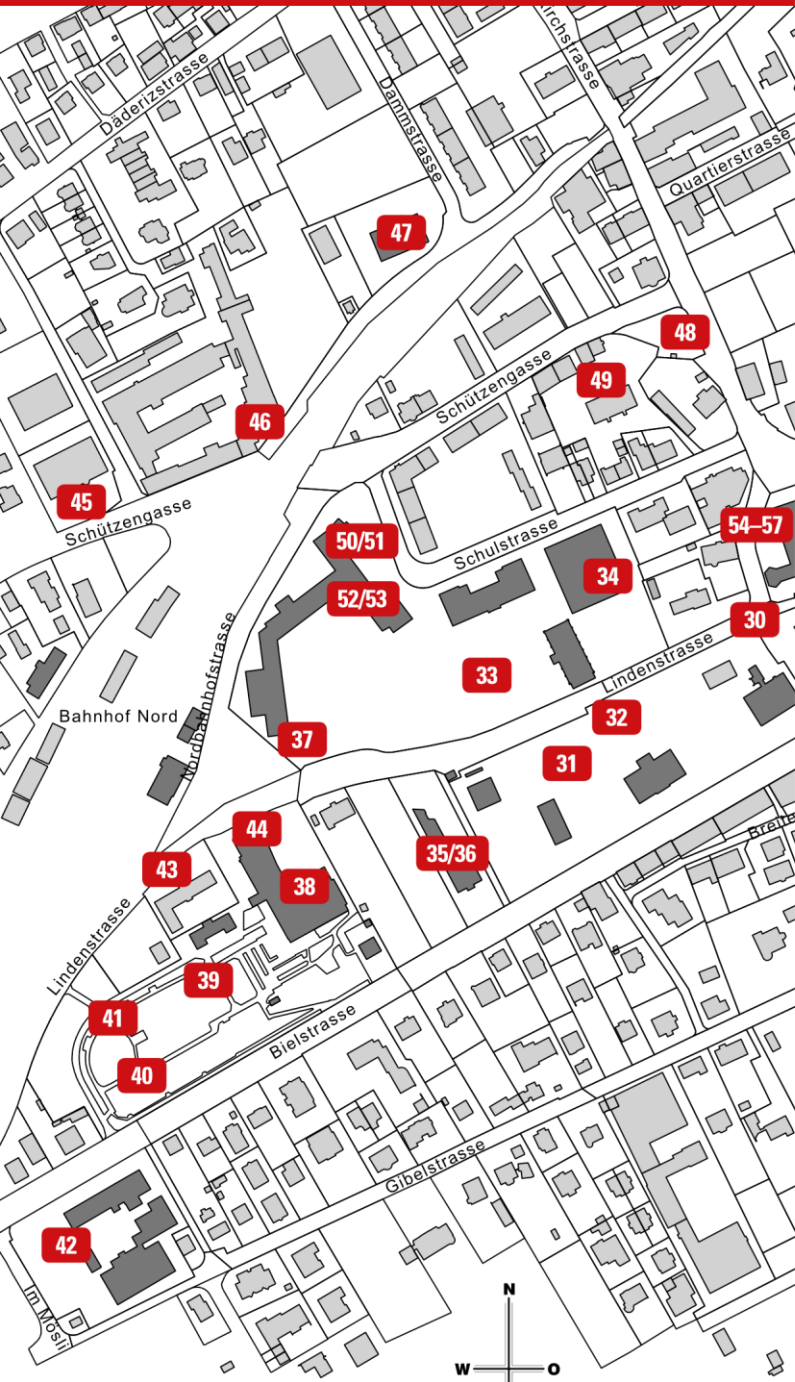 Kirchstrasse
Däderizstrasse
Dammstrasse
Quartierstrasse
47
48
Schützengasse
49
46
45
Schützengasse
54–57
50/51
Schulstrasse
34
52/53
30
Nordbahnhofstrasse
Lindenstrasse
33
32
Bahnhof Nord
37
31
44
Breite
35/36
43
38
Lindenstrasse
39
41
Bielstrasse
40
Gibelstrasse
42
Im Mösli
N
W O